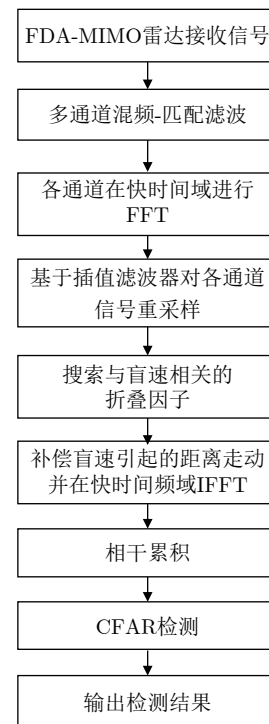 FDA-MIMO雷达接收信号
多通道混频-匹配滤波
各通道在快时间域进行
FFT
基于插值滤波器对各通道
信号重采样
搜索与盲速相关的
折叠因子
补偿盲速引起的距离走动
并在快时间频域IFFT
相干累积
CFAR检测
输出检测结果